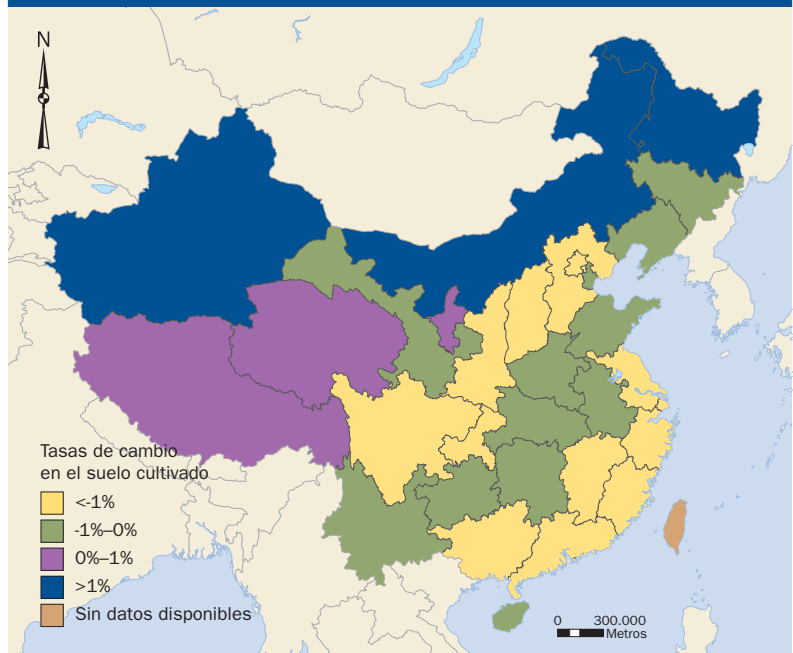 N
Tasas de cambio
en el suelo cultivado
<-1%
-1%–0%
0%–1%
>1%
Sin datos disponibles
0 300.000
Metros